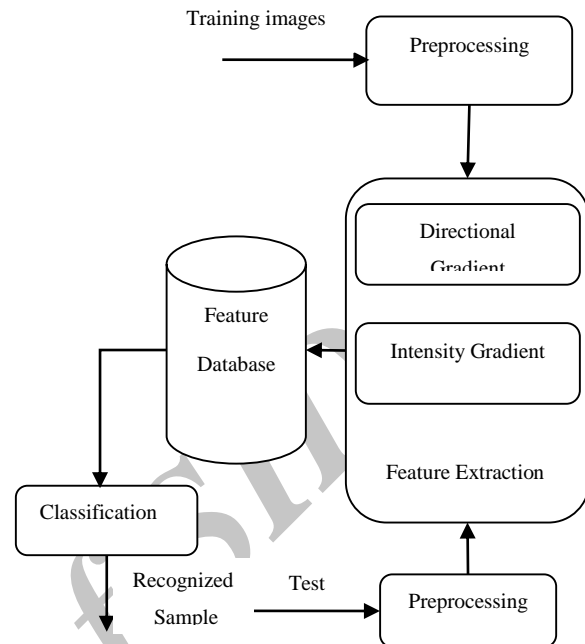 Training images
Preprocessing
Directional
Gradient
Feature
Database
Intensity Gradient
Feature Extraction
Classification
Recognized
Sample
Test
Preprocessing